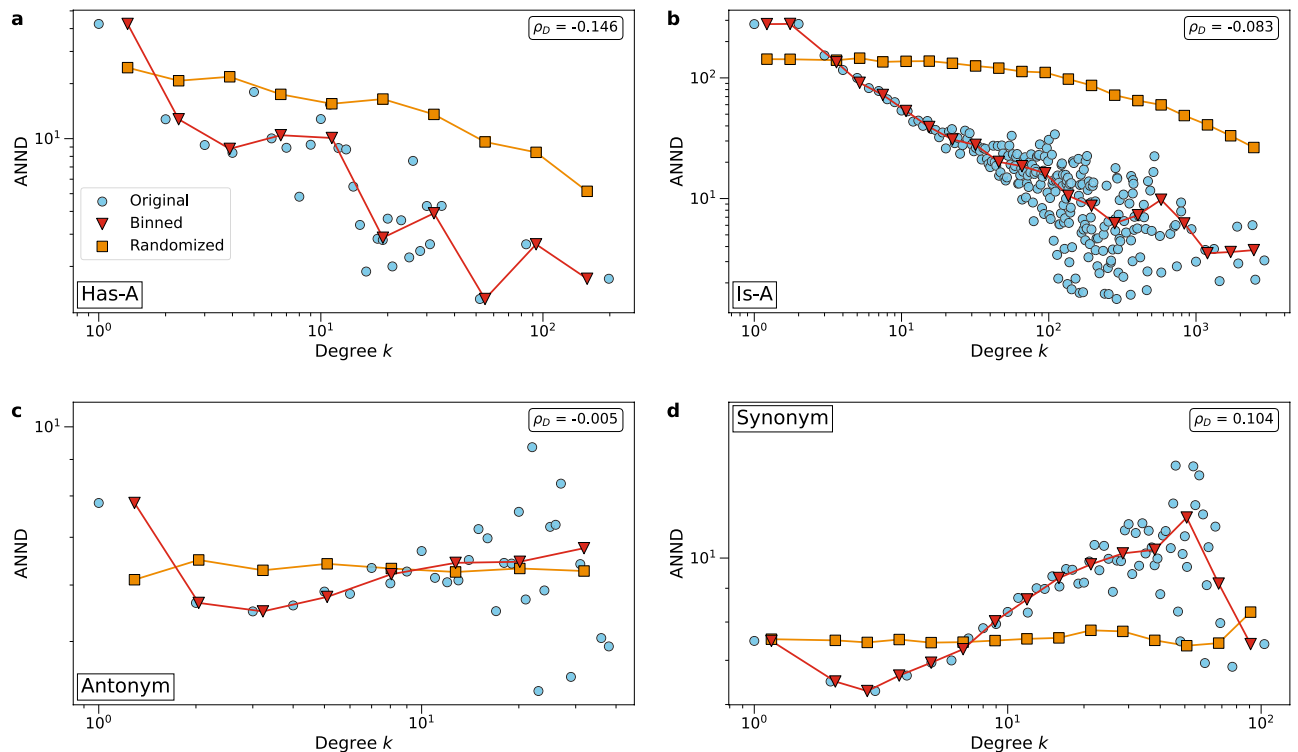 a
ρD = -0.146
10¹
ANND
Original
Binned
Randomized
Has-A
10⁰
10¹
10²
Degree k
b
ρD = -0.083
10²
10¹
ANND
Is-A
10⁰
10¹
10²
10³
Degree k
c
ρD = -0.005
10¹
ANND
Antonym
10⁰
10¹
Degree k
d
Synonym
ρD = 0.104
10¹
ANND
10⁰
10¹
10²
Degree k